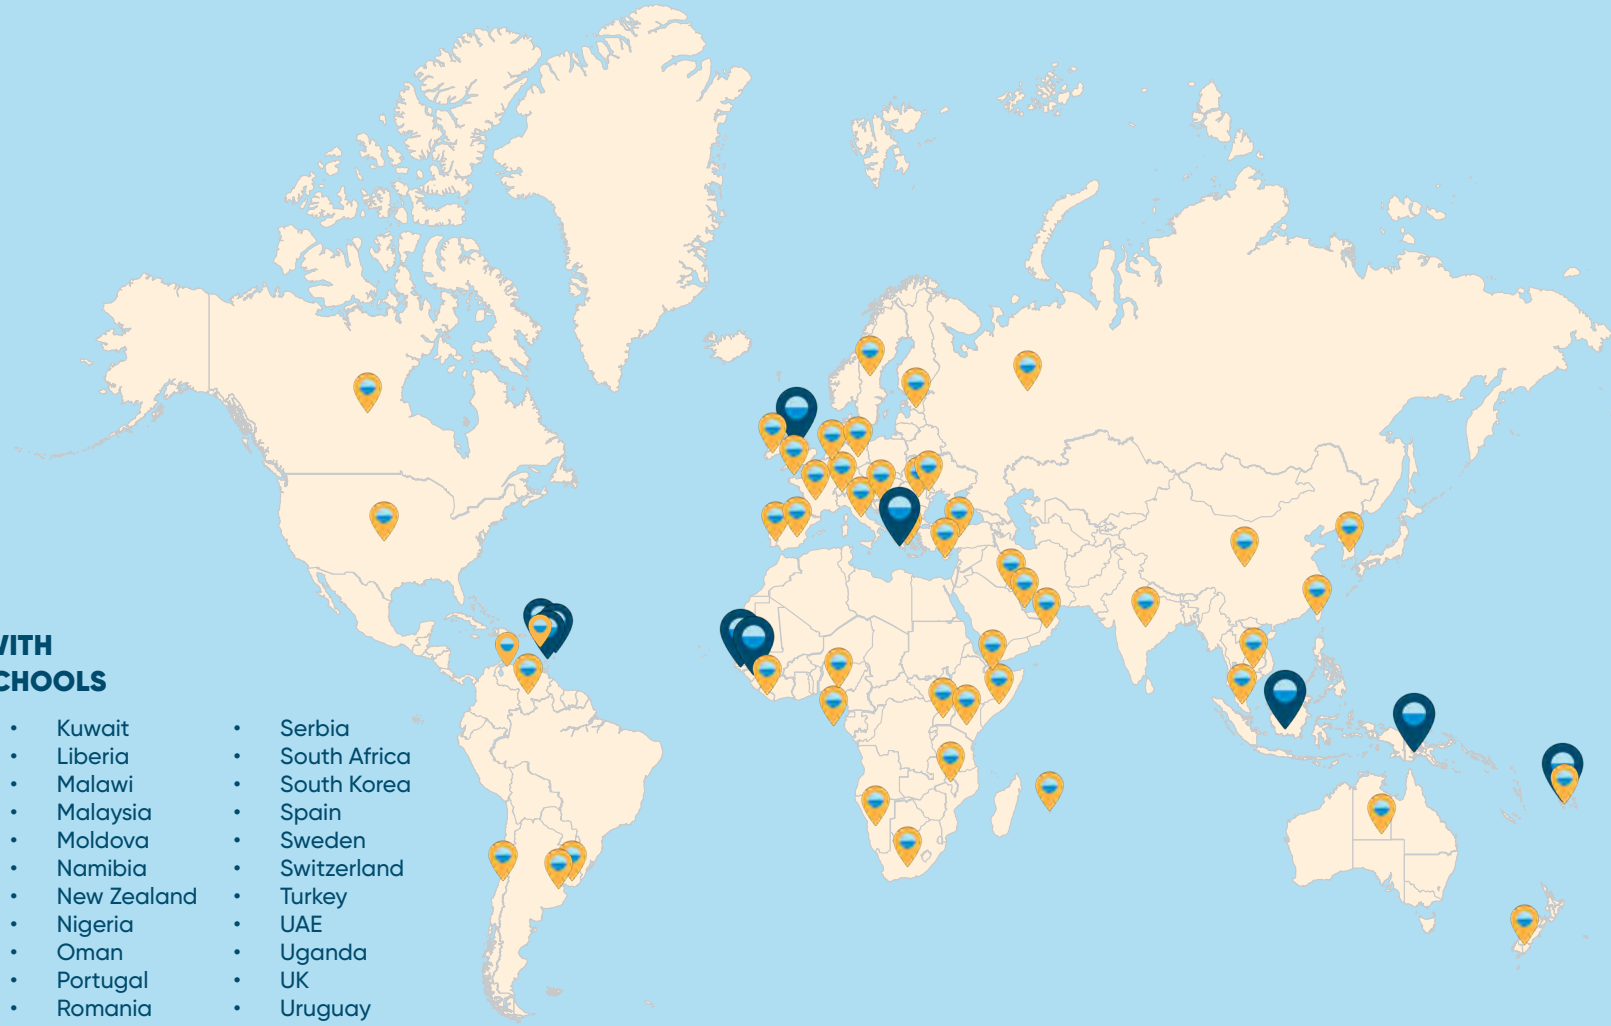 WITH
CHOOLS
• Kuwait
• Liberia
• Malawi
• Malaysia
• Moldova
• Namibia
• New Zealand
• Nigeria
• Oman
• Portugal
• Romania
• Serbia
• South Africa
• South Korea
• Spain
• Sweden
• Switzerland
• Turkey
• UAE
• Uganda
• UK
• Uruguay